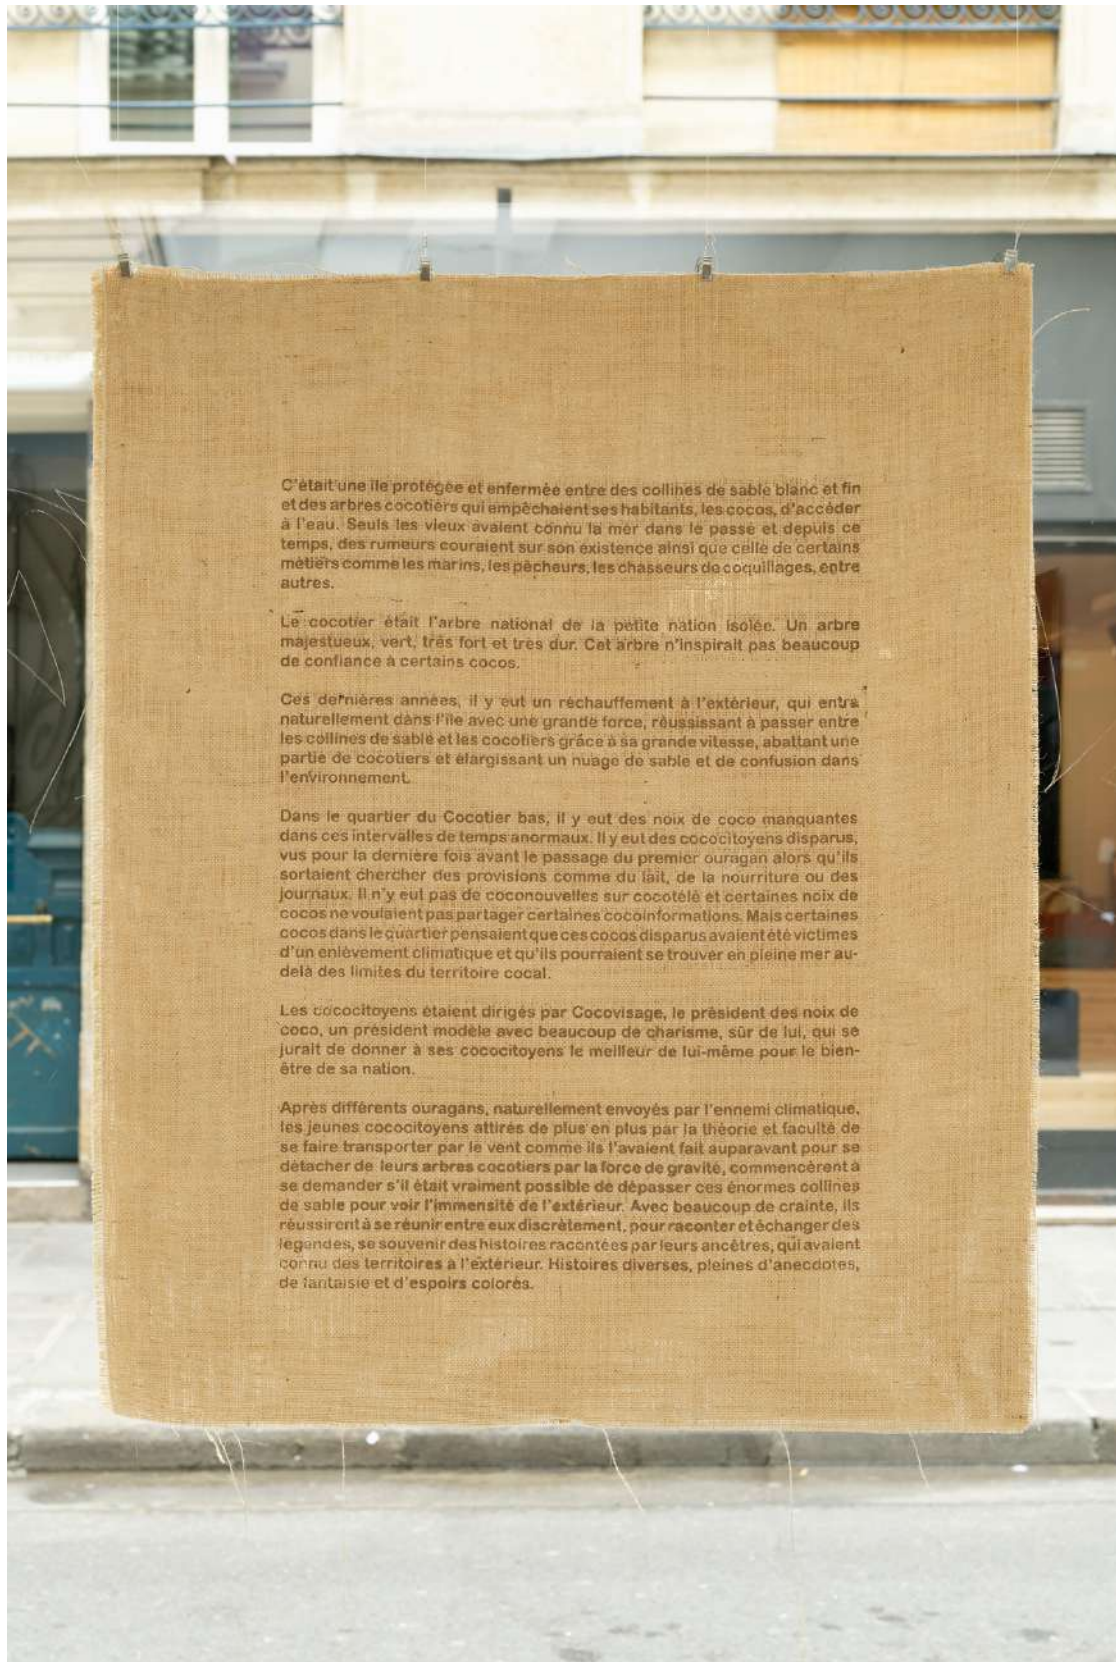 C'était une île protégée et enfermée entre des collines de sable blanc et fin
et des arbres cocotiers qui empêchaient ses habitants, les cocos, d'accéder
à l'eau. Seuls les vieux avaient connu la mer dans le passé et depuis ce
temps, des rumeurs couraient sur son existence ainsi que celle de certains
métiers comme les marins, les pêcheurs, les chasseurs de coquillages, entre
autres.
Le cocotier était l'arbre national de la petite nation isolée. Un arbre
majestueux, vert, très fort et très dur. Cet arbre n'inspirait pas beaucoup
de confiance à certains cocos.
Ces dernières années, il y eut un réchauffement à l'extérieur, qui entra
naturellement dans l'île avec une grande force, réussissant à passer entre
les collines de sable et les cocotiers grâce à sa grande vitesse, abattant une
partie de cocotiers et élargissant un nuage de sable et de confusion dans
l'environnement.
Dans le quartier du Cocotier bas, il y eut des noix de coco manquantes
dans ces intervalles de temps anormaux. Il y eut des cococitoyens disparus,
vus pour la dernière fois avant le passage du premier ouragan alors qu'ils
sortaient chercher des provisions comme du lait, de la nourriture ou des
journaux. Il n'y eut pas de coconouvelles sur cocotélé et certaines noix de
cocos ne voulaient pas partager certaines cocoinformations. Mais certaines
cocos dans le quartier pensaient que ces cocos disparus avaient été victimes
d'un enlèvement climatique et qu'ils pourraient se trouver en pleine mer au-
delà des limites du territoire cocal.
Les cococitoyens étaient dirigés par Cocovisage, le président des noix de
coco, un président modèle avec beaucoup de charisme, sûr de lui, qui se
jurait de donner à ses cococitoyens le meilleur de lui-même pour le bien-
être de sa nation.
Après différents ouragans, naturellement envoyés par l'ennemi climatique,
les jeunes cococitoyens attirés de plus en plus par la théorie et faculté de
se faire transporter par le vent comme ils l'avaient fait auparavant pour se
détacher de leurs arbres cocotiers par la force de gravité, commencèrent à
se demander s'il était vraiment possible de dépasser ces énormes collines
de sable pour voir l'immensité de l'extérieur. Avec beaucoup de crainte, ils
réussirent à se réunir entre eux discrètement, pour raconter et échanger des
legendes, se souvenir des histoires racontées par leurs ancêtres, qui avaient
connu des territoires à l'extérieur. Histoires diverses, pleines d'anecdotes,
de fantaisie et d'espoirs colorés.